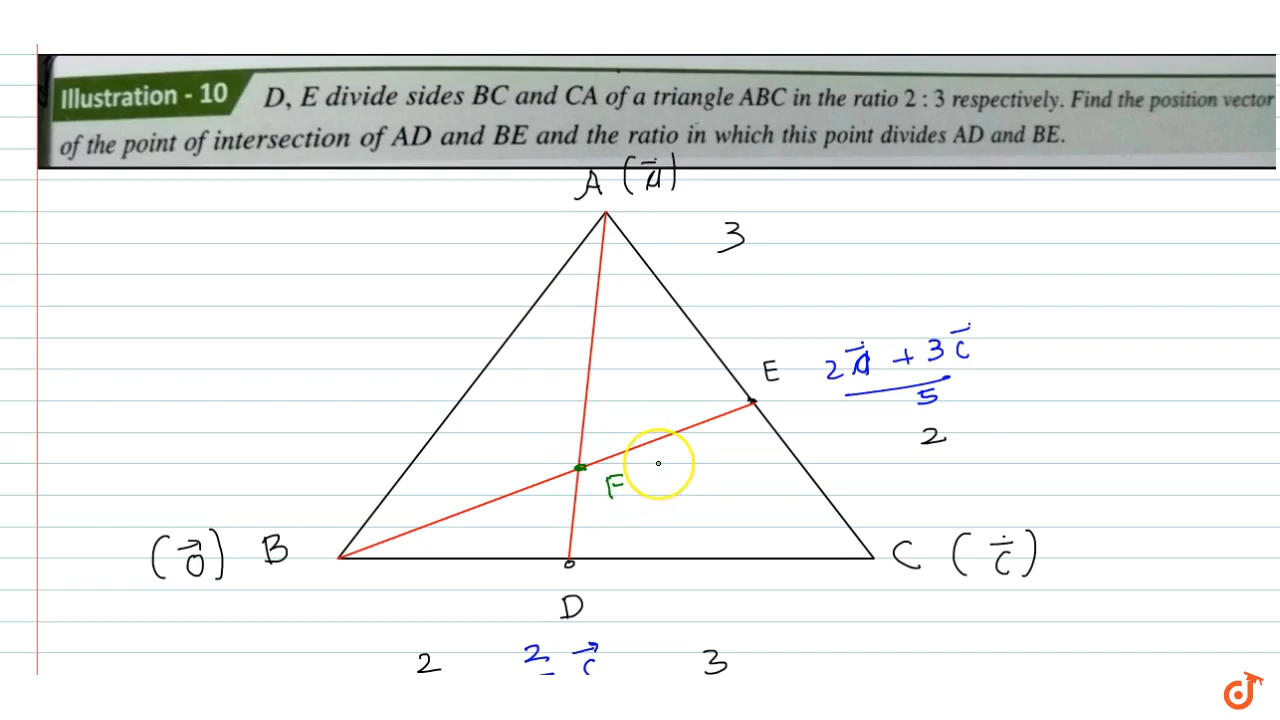 Illustration - 10 D, E divide sides BC and CA of a triangle ABC in the ratio 2 : 3 respectively. Find the position vector
of the point of intersection of AD and BE and the ratio in which this point divides AD and BE.
A (a⃗)
3
E 2a⃗ + 3c⃗
5
2
F
(0⃗) B C (c⃗)
D
2 2 c⃗ 3